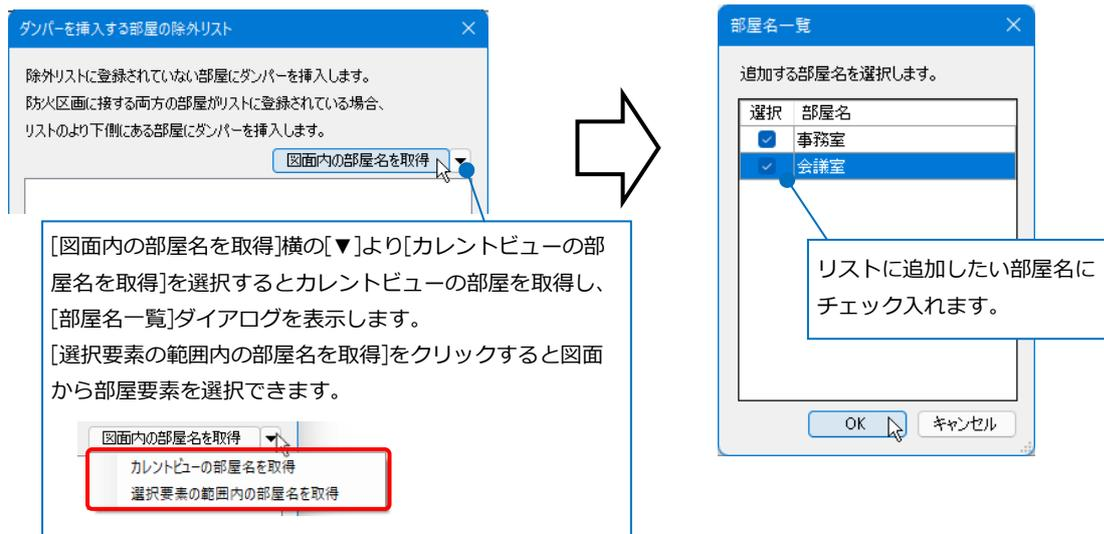 ダンパーを挿入する部屋の除外リスト
除外リストに登録されていない部屋にダンパーを挿入します。
防火区画に接する両方の部屋がリストに登録されている場合、
リストのより下側にある部屋にダンパーを挿入します。
図面内の部屋名を取得
[図面内の部屋名を取得]横の[▼]より[カレントビューの部
屋名を取得]を選択するとカレントビューの部屋を取得し、
[部屋名一覧]ダイアログを表示します。
[選択要素の範囲内の部屋名を取得]をクリックすると図面
から部屋要素を選択できます。
図面内の部屋名を取得
カレントビューの部屋名を取得
選択要素の範囲内の部屋名を取得
部屋名一覧
追加する部屋名を選択します。
選択 部屋名
事務室
会議室
リストに追加したい部屋名に
チェック入れます。
OK キャンセル